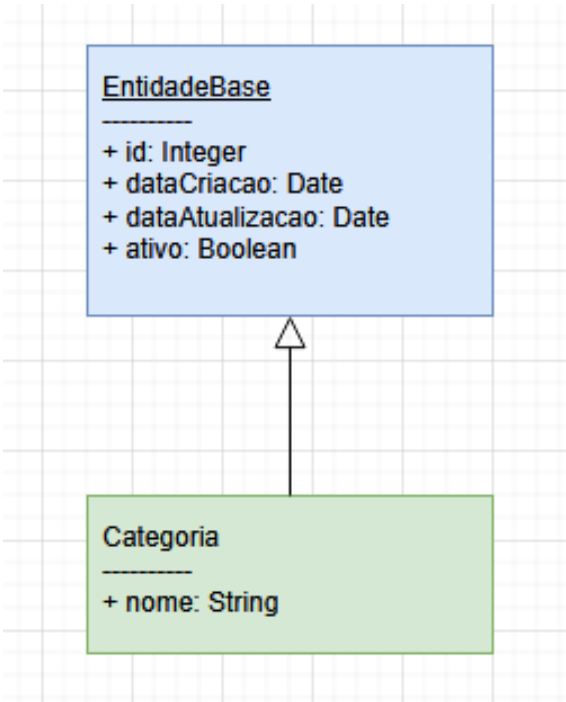 EntidadeBase
----------
+ id: Integer
+ dataCriacao: Date
+ dataAtualizacao: Date
+ ativo: Boolean
Categoria
----------
+ nome: String